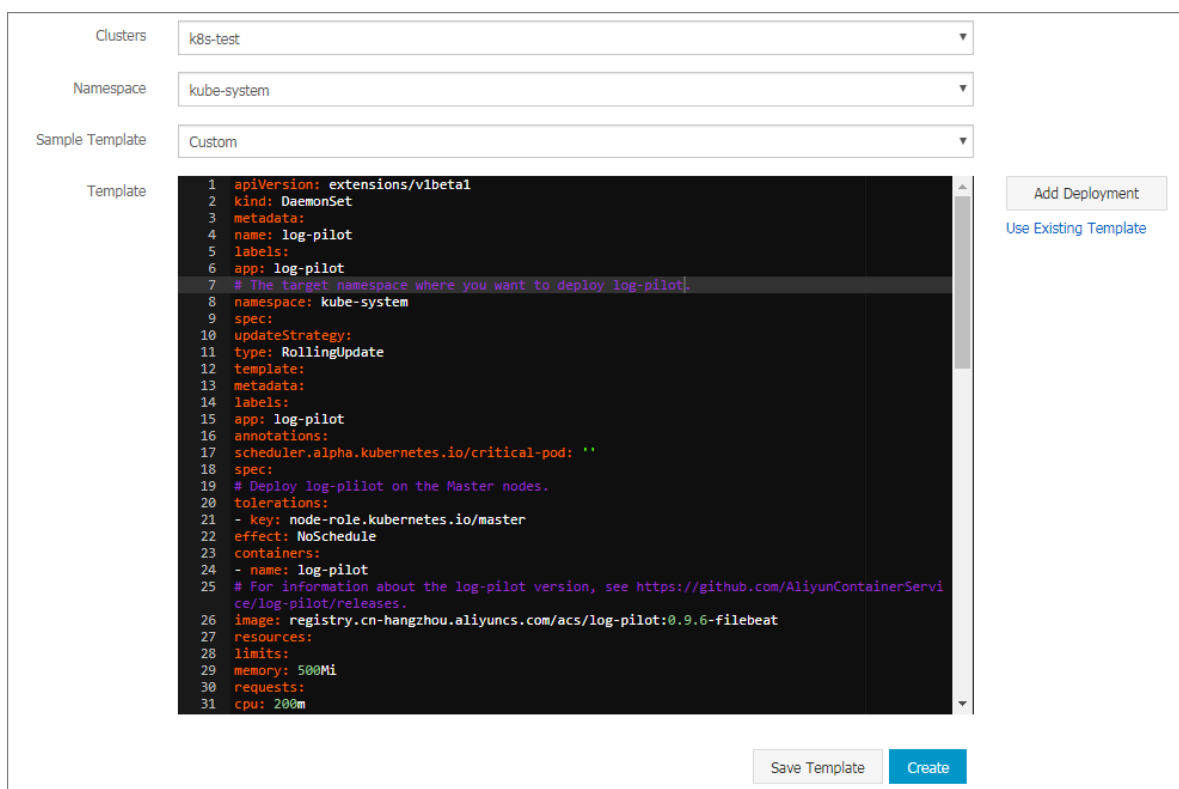 Clusters
k8s-test
Namespace
kube-system
Sample Template
Custom
Template
1 apiVersion: extensions/v1beta1
2 kind: DaemonSet
3 metadata:
4 name: log-pilot
5 labels:
6 app: log-pilot
7 # The target namespace where you want to deploy log-pilot.
8 namespace: kube-system
9 spec:
10 updateStrategy:
11 type: RollingUpdate
12 template:
13 metadata:
14 labels:
15 app: log-pilot
16 annotations:
17 scheduler.alpha.kubernetes.io/critical-pod: ''
18 spec:
19 # Deploy log-plilot on the Master nodes.
20 tolerations:
21 - key: node-role.kubernetes.io/master
22 effect: NoSchedule
23 containers:
24 - name: log-pilot
25 # For information about the log-pilot version, see https://github.com/AliyunContainerServi
ce/log-pilot/releases.
26 image: registry.cn-hangzhou.aliyuncs.com/acs/log-pilot:0.9.6-filebeat
27 resources:
28 limits:
29 memory: 500Mi
30 requests:
31 cpu: 200m
Add Deployment
Use Existing Template
Save Template
Create